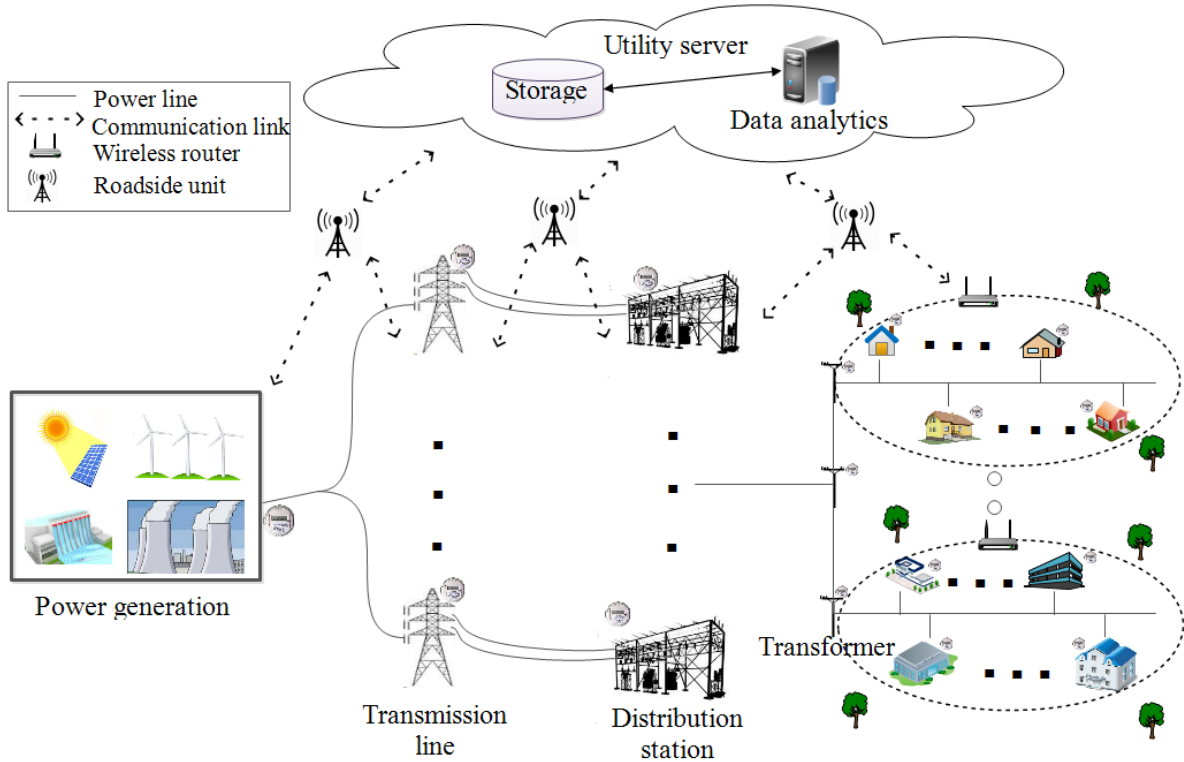 Utility server
Storage
Data analytics
Power line
Communication link
Wireless router
Roadside unit
Power generation
Transformer
Transmission
line
Distribution
station